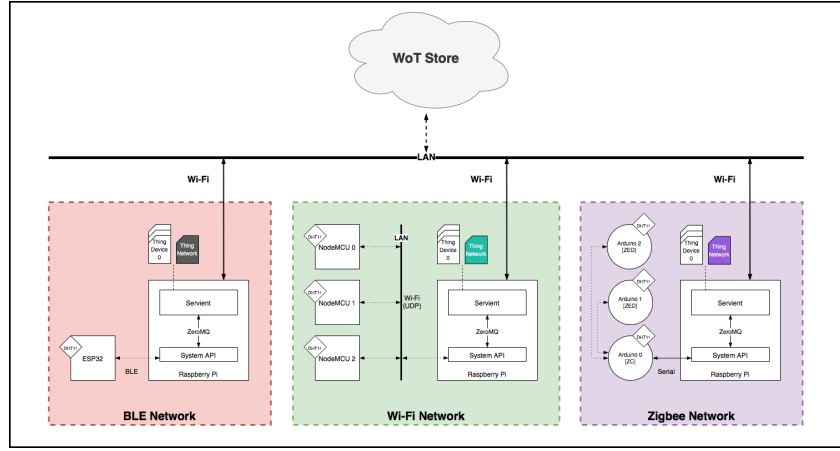 WoT Store
LAN
Wi-Fi
Wi-Fi
Wi-Fi
DHT11
Thing
Device
0
Thing
Network
Servient
ZeroMQ
System API
Raspberry Pi
ESP32
BLE
BLE Network
DHT11
NodeMCU 0
DHT11
NodeMCU 1
DHT11
NodeMCU 2
LAN
Wi-Fi
(UDP)
Thing
Device
0
Thing
Network
Servient
ZeroMQ
System API
Raspberry Pi
Wi-Fi Network
DHT11
Arduino 2
[ZED]
DHT11
Arduino 1
[ZED]
DHT11
Arduino 0
[ZC]
Serial
Thing
Device
0
Thing
Network
Servient
ZeroMQ
System API
Raspberry Pi
Zigbee Network